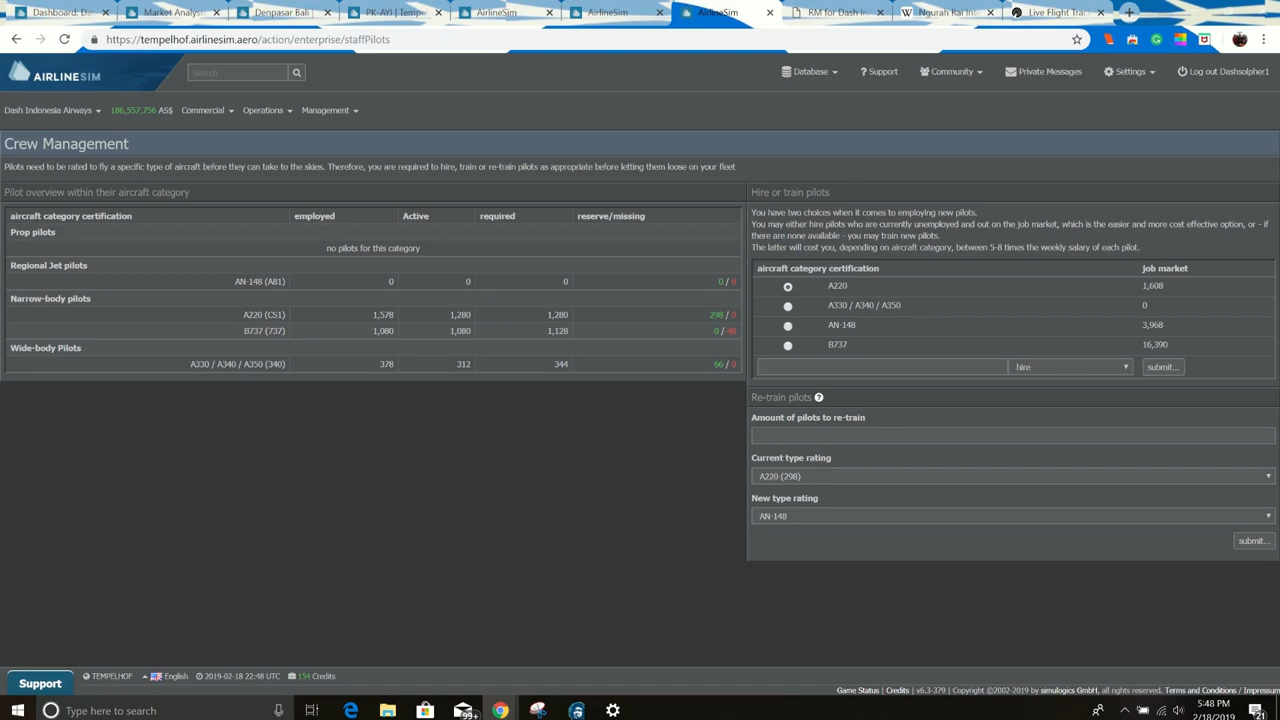 Dashboard: D
Market Analys
Denpasar Bali
PK-AYI | Tempe
AirlineSim
AirlineSim
AirlineSim
RM for Dash In
Ngurah Rai Int
Live Flight Tra
https://tempelhof.airlinesim.aero/action/enterprise/staffPilots
AIRLINESIM
Search
Database
Support
Community
Private Messages
Settings
Log out Dashsolpher1
Dash Indonesia Airways
186,557,756 AS$
Commercial
Operations
Management
Crew Management
Pilots need to be rated to fly a specific type of aircraft before they can take to the skies. Therefore, you are required to hire, train or re-train pilots as appropriate before letting them loose on your fleet
Pilot overview within their aircraft category
aircraft category certification employed Active required reserve/missing
Prop pilots
no pilots for this category
Regional Jet pilots
AN-148 (A81) 0 0 0 0 / 0
Narrow-body pilots
A220 (CS1) 1,578 1,280 1,280 298 / 0
B737 (737) 1,080 1,080 1,128 0 / 48
Wide-body Pilots
A330 / A340 / A350 (340) 378 312 344 66 / 0
Hire or train pilots
You have two choices when it comes to employing new pilots.
You may either hire pilots who are currently unemployed and out on the job market, which is the easier and more cost effective option, or - if
there are none available - you may train new pilots.
The latter will cost you, depending on aircraft category, between 5-8 times the weekly salary of each pilot.
aircraft category certification job market
A220 1,608
A330 / A340 / A350 0
AN-148 3,968
B737 16,390
hire submit...
Re-train pilots ?
Amount of pilots to re-train
Current type rating
A220 (298)
New type rating
AN-148
submit...
Support
TEMPELHOF
English
2019-02-18 22:48 UTC
154 Credits
Game Status | Credits | v6.3-379 | Copyright ©2002-2019 by simulogics GmbH, all rights reserved. Terms and Conditions / Impressum
Type here to search
99+
5:48 PM
2/18/2019
21